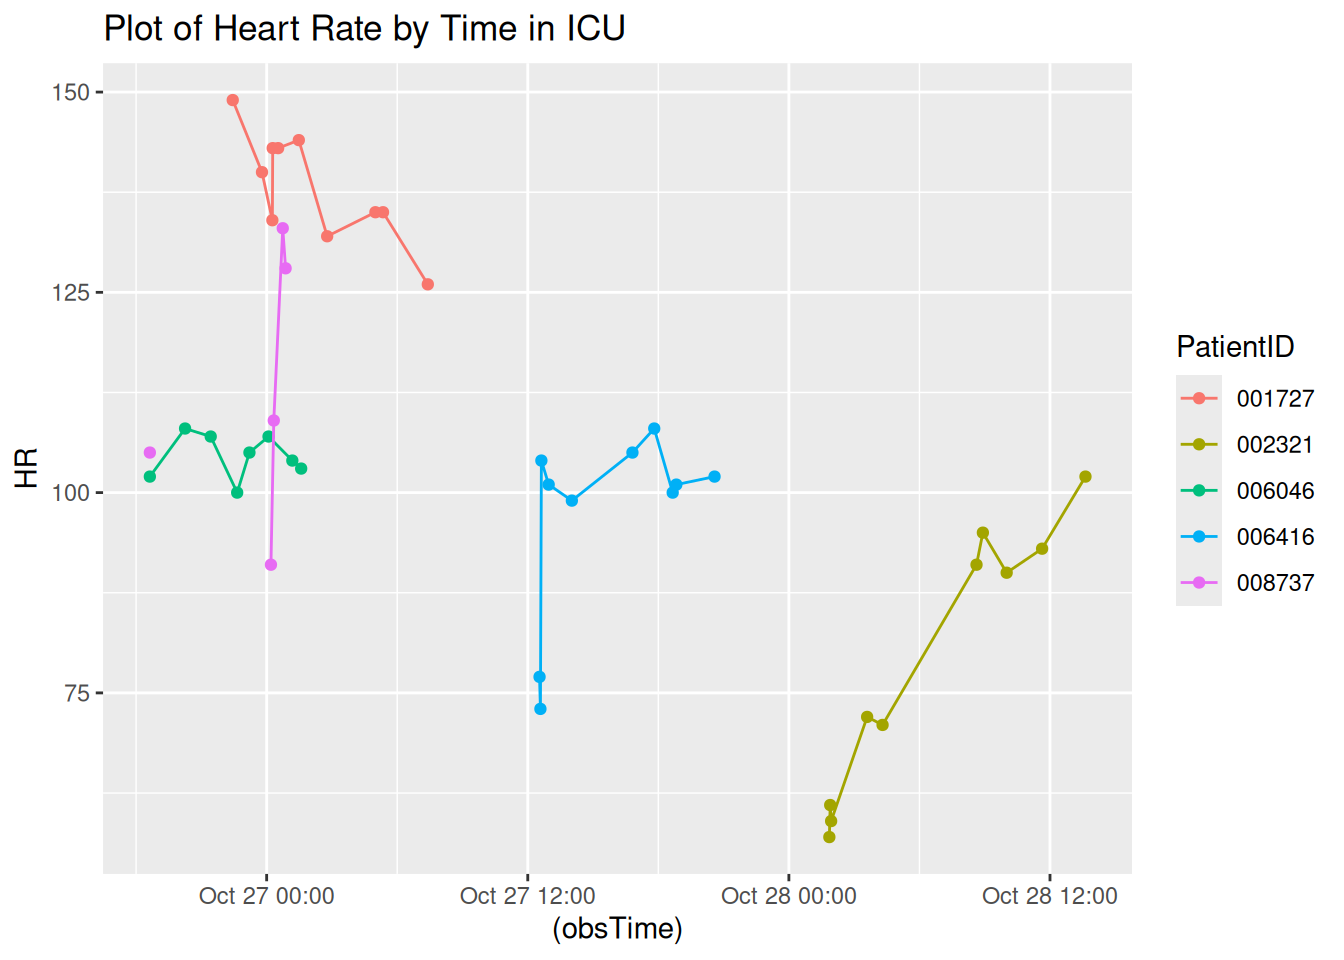 Plot of Heart Rate by Time in ICU
150
125
100
75
HR
Oct 27 00:00
Oct 27 12:00
Oct 28 00:00
Oct 28 12:00
(obsTime)
PatientID
001727
002321
006046
006416
008737